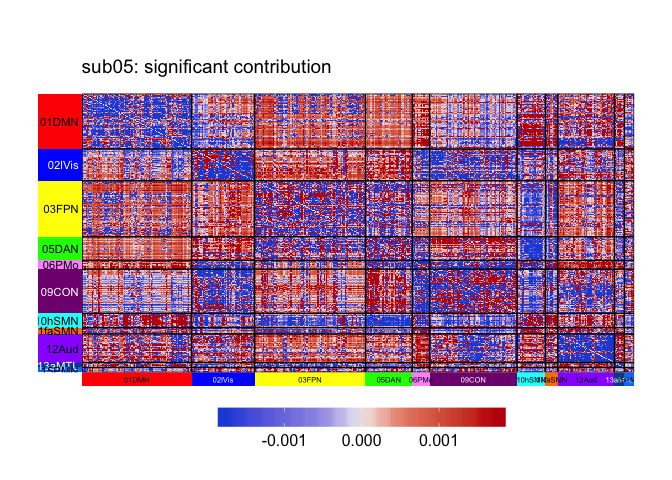 sub05: significant contribution
01DMN
02lVis
03FPN
05DAN
06PMo
09CON
10hSMN
11faSMN
12Aud
13aMTL
01DMN 02lVis 03FPN 05DAN 06PMo 09CON 10hSMN 12Aud
-0.001 0.000 0.001